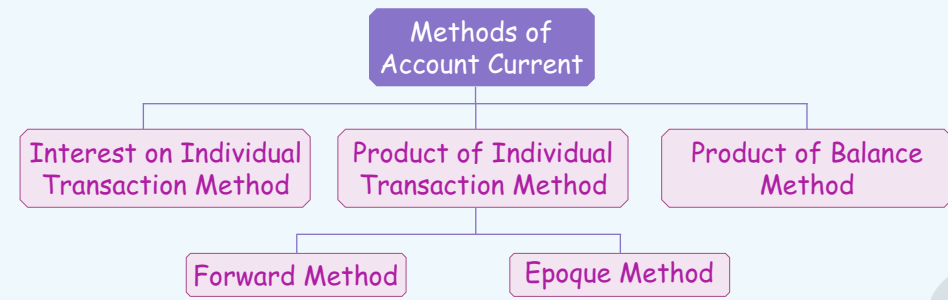 Methods of
Account Current
Interest on Individual
Transaction Method
Product of Individual
Transaction Method
Product of Balance
Method
Forward Method
Epoque Method